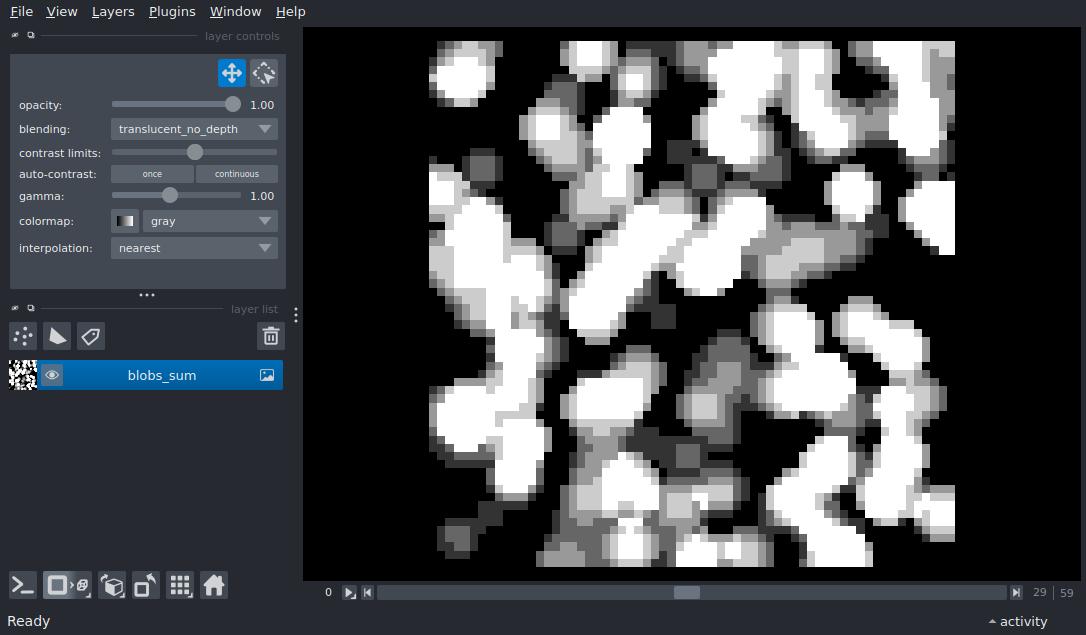 File View Layers Plugins Window Help
layer controls
opacity: 1.00
blending: translucent_no_depth
contrast limits:
auto-contrast: once continuous
gamma: 1.00
colormap: gray
interpolation: nearest
layer list
blobs_sum
0 29 59
Ready activity